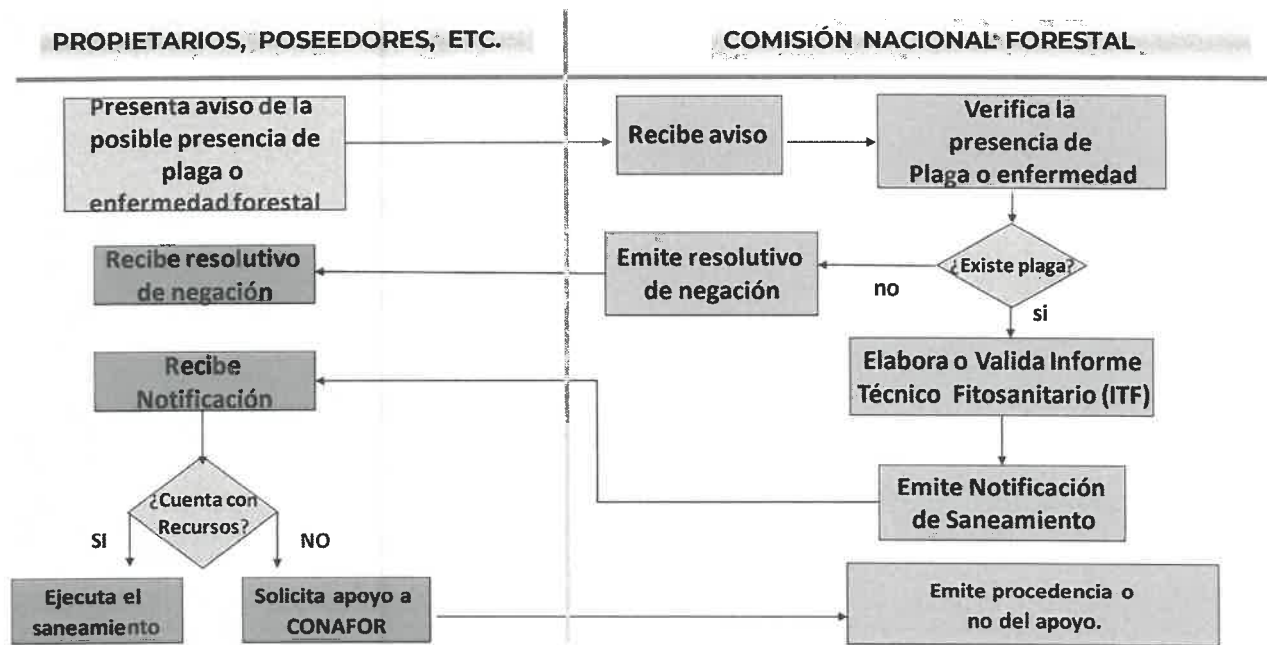 PROPIETARIOS, POSEEDORES, ETC.
COMISIÓN NACIONAL FORESTAL
Presenta aviso de la
posible presencia de
plaga o
enfermedad forestal
Recibe aviso
Verifica la
presencia de
Plaga o enfermedad
¿Existe plaga?
no
si
Emite resolutivo
de negación
Recibe resolutivo
de negación
Elabora o Valida Informe
Técnico Fitosanitario (ITF)
Emite Notificación
de Saneamiento
Recibe
Notificación
¿Cuenta con
Recursos?
SI
NO
Ejecuta el
saneamiento
Solicita apoyo a
CONAFOR
Emite procedencia o
no del apoyo.